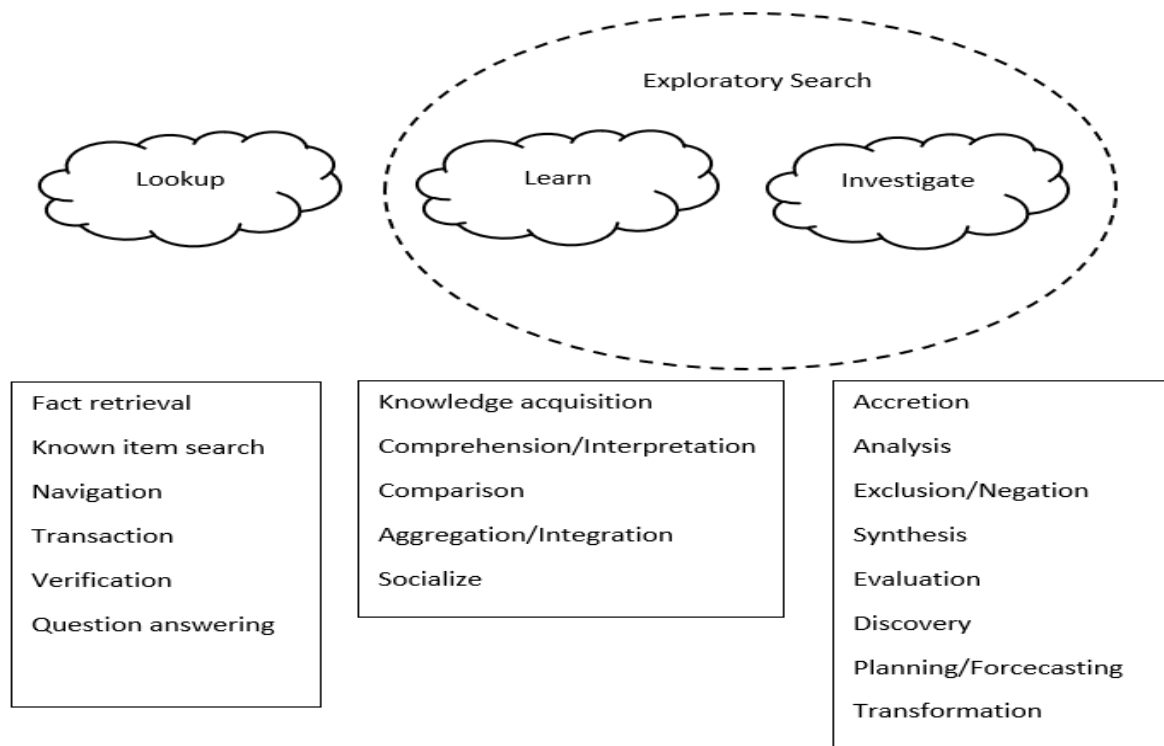 Exploratory Search
Lookup
Learn
Investigate
Fact retrieval
Known item search
Navigation
Transaction
Verification
Question answering
Knowledge acquisition
Comprehension/Interpretation
Comparison
Aggregation/Integration
Socialize
Accretion
Analysis
Exclusion/Negation
Synthesis
Evaluation
Discovery
Planning/Forcecasting
Transformation